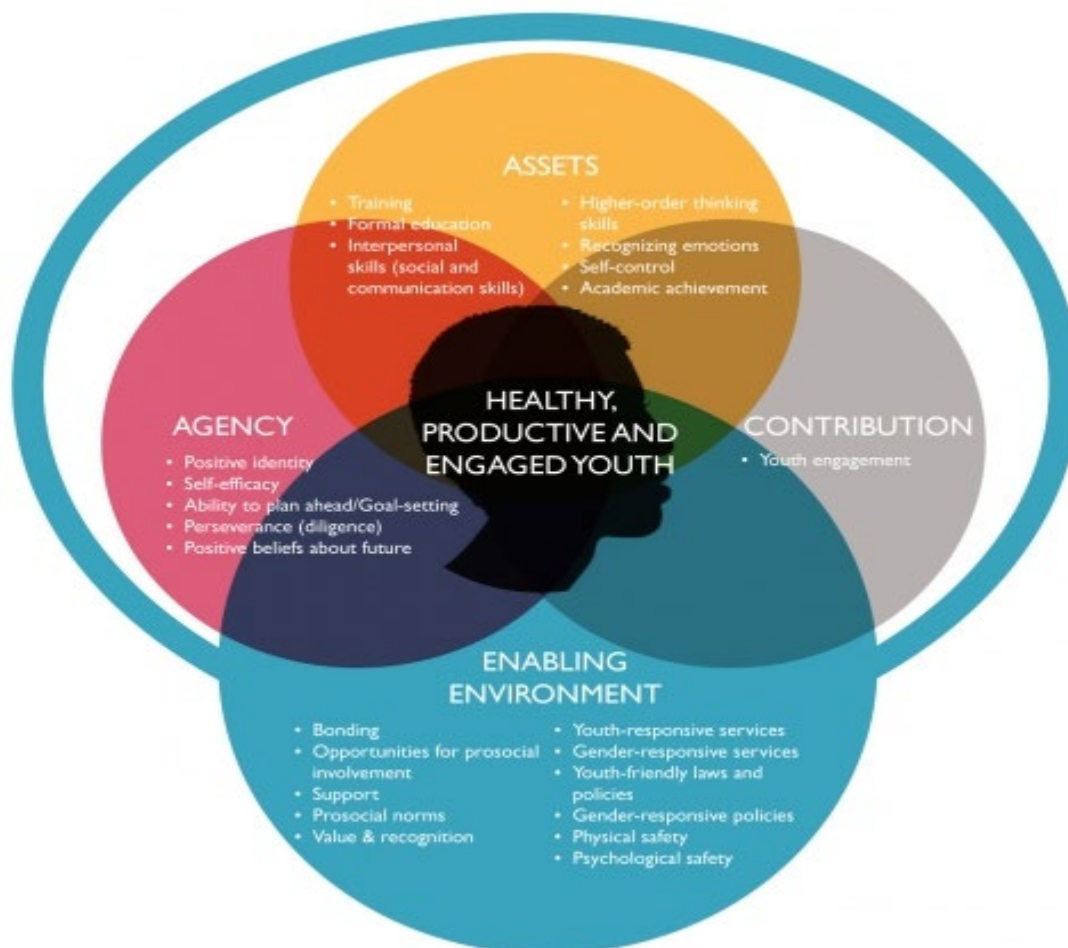 ASSETS
• Training
• Formal education
• Interpersonal
skills (social and
communication skills)
• Higher-order thinking
skills
• Recognizing emotions
• Self-control
• Academic achievement
AGENCY
• Positive identity
• Self-efficacy
• Ability to plan ahead/Goal-setting
• Perseverance (diligence)
• Positive beliefs about future
HEALTHY,
PRODUCTIVE AND
ENGAGED YOUTH
CONTRIBUTION
• Youth engagement
ENABLING
ENVIRONMENT
• Bonding
• Opportunities for prosocial
involvement
• Support
• Prosocial norms
• Value & recognition
• Youth-responsive services
• Gender-responsive services
• Youth-friendly laws and
policies
• Gender-responsive policies
• Physical safety
• Psychological safety